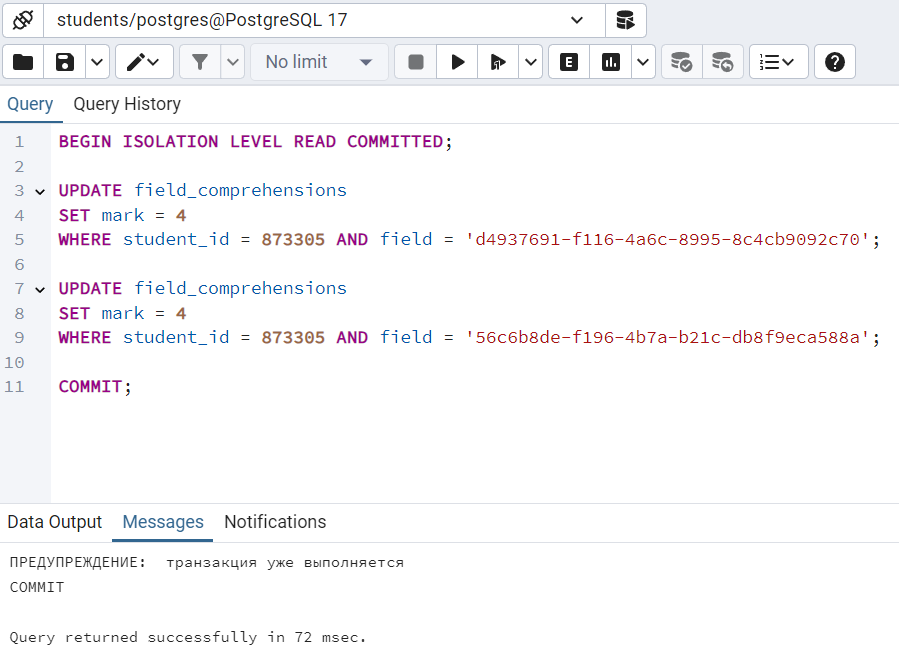 students/postgres@PostgreSQL 17
No limit
E
Query Query History
1 BEGIN ISOLATION LEVEL READ COMMITTED;
2
3 UPDATE field_comprehensions
4 SET mark = 4
5 WHERE student_id = 873305 AND field = 'd4937691-f116-4a6c-8995-8c4cb9092c70';
6
7 UPDATE field_comprehensions
8 SET mark = 4
9 WHERE student_id = 873305 AND field = '56c6b8de-f196-4b7a-b21c-db8f9eca588a';
10
11 COMMIT;
Data Output Messages Notifications
ПРЕДУПРЕЖДЕНИЕ: транзакция уже выполняется
COMMIT
Query returned successfully in 72 msec.